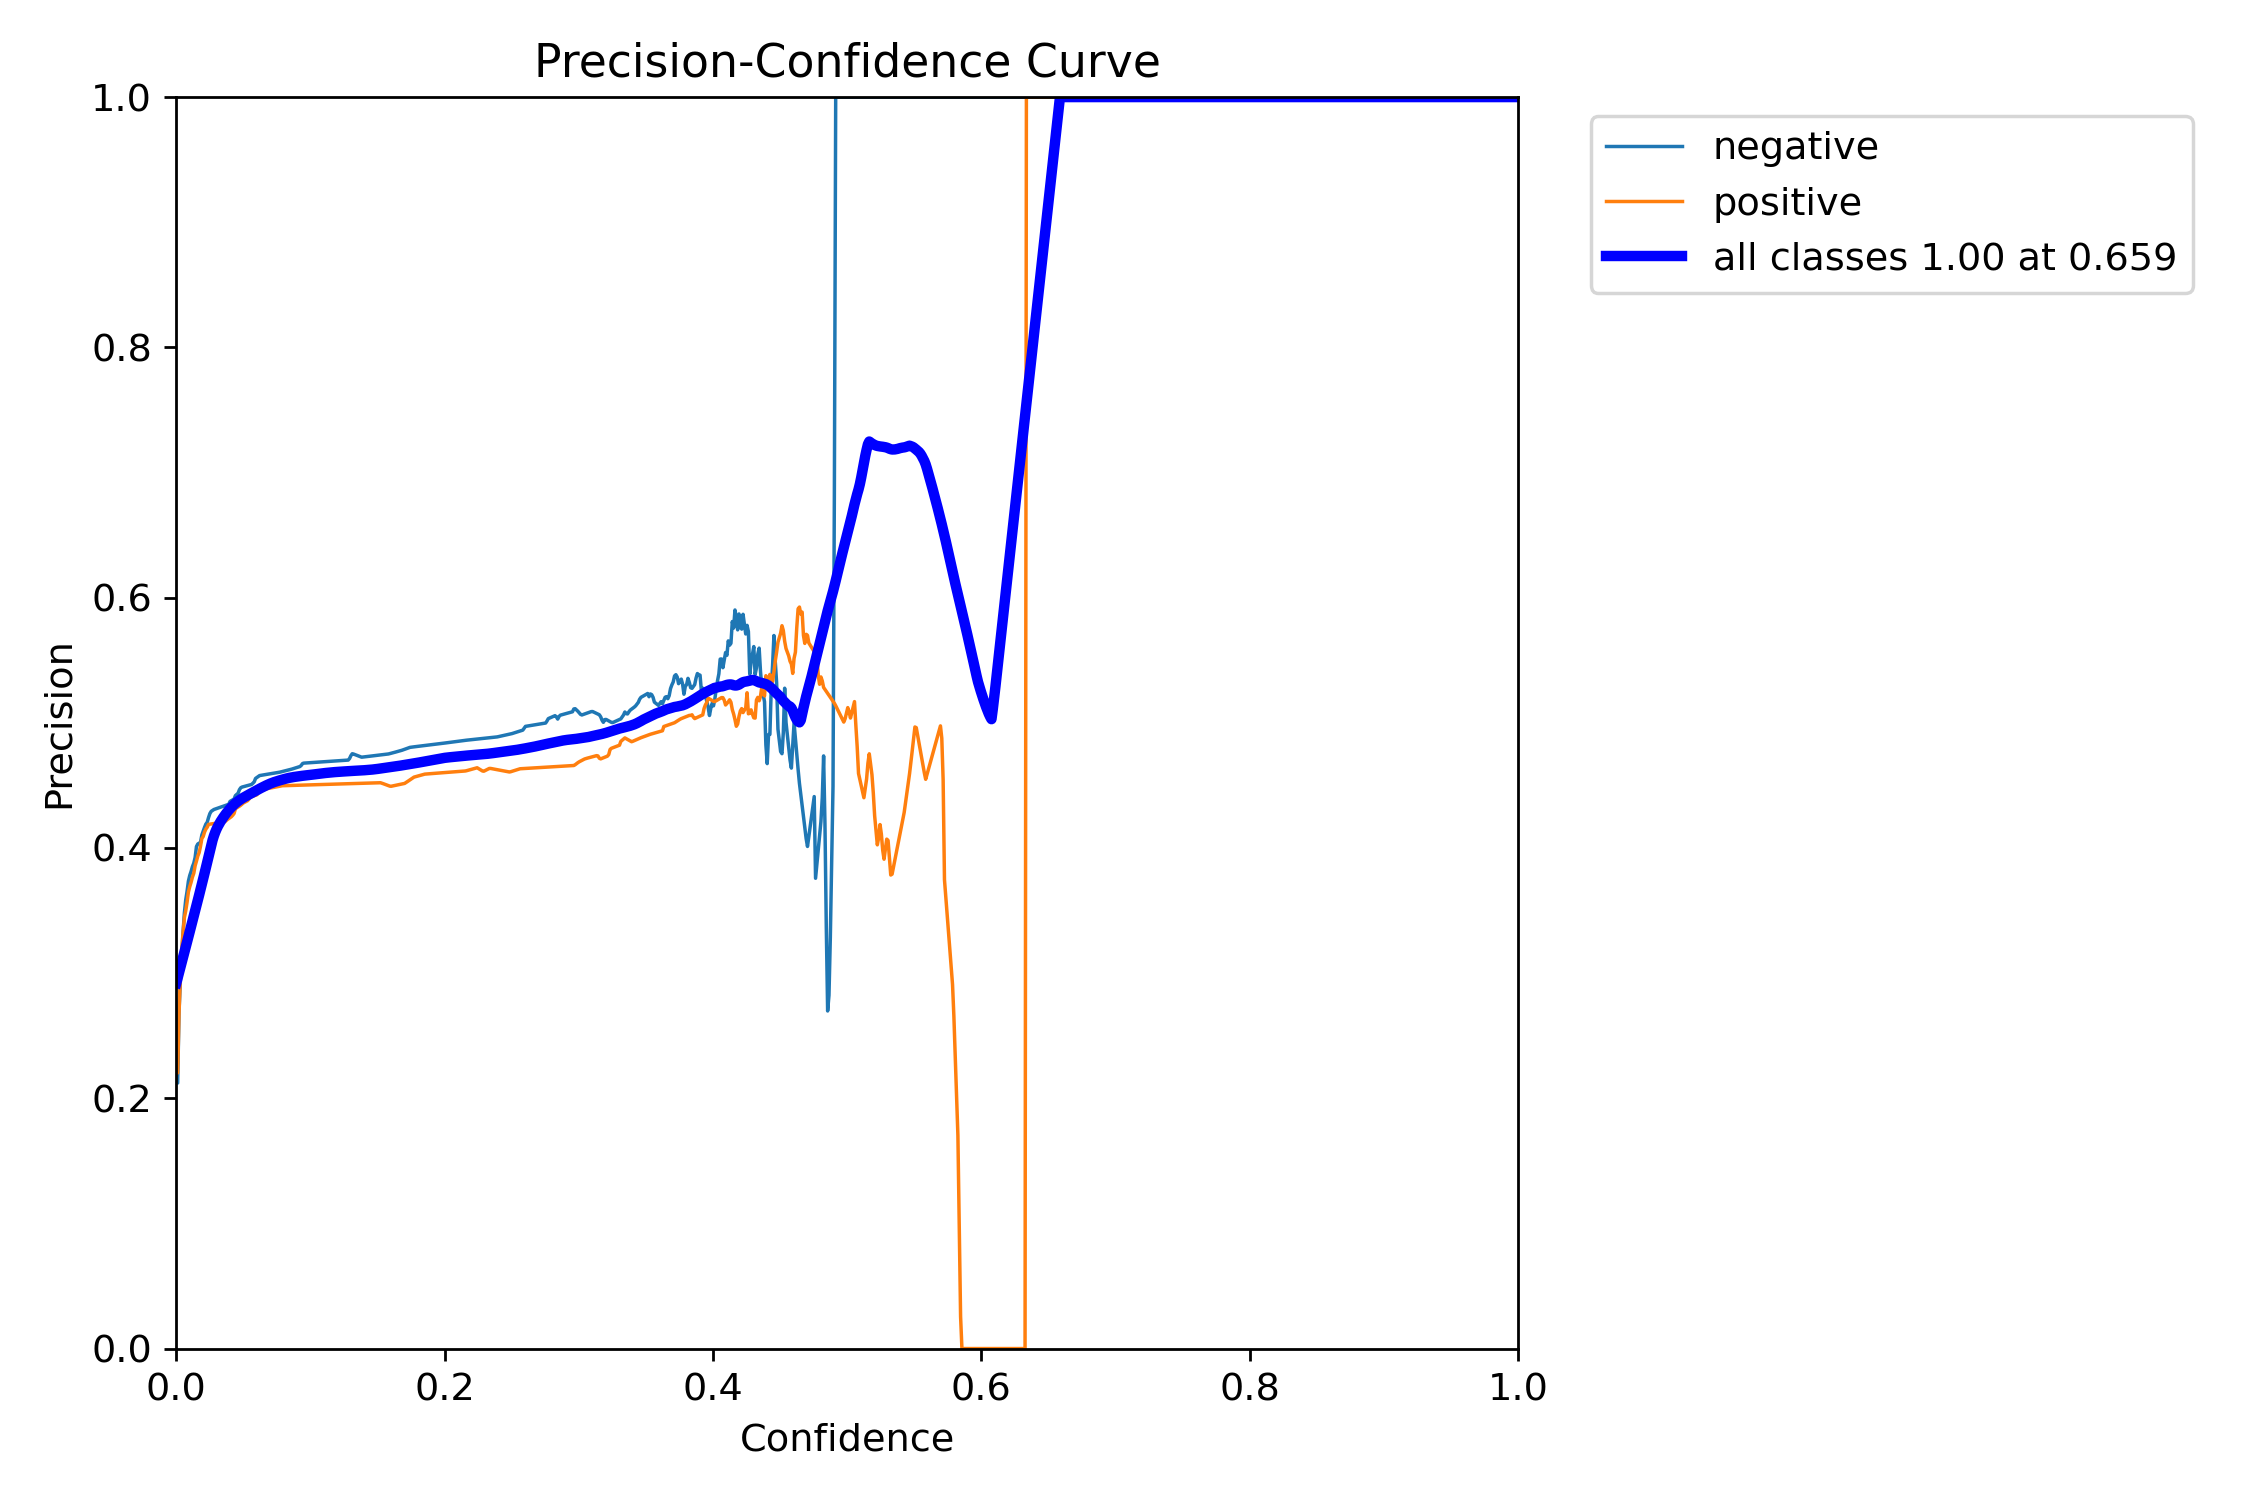 Precision-Confidence Curve
1.0
0.8
0.6
0.4
0.2
0.0
Precision
0.0 0.2 0.4 0.6 0.8 1.0
Confidence
negative
positive
all classes 1.00 at 0.659